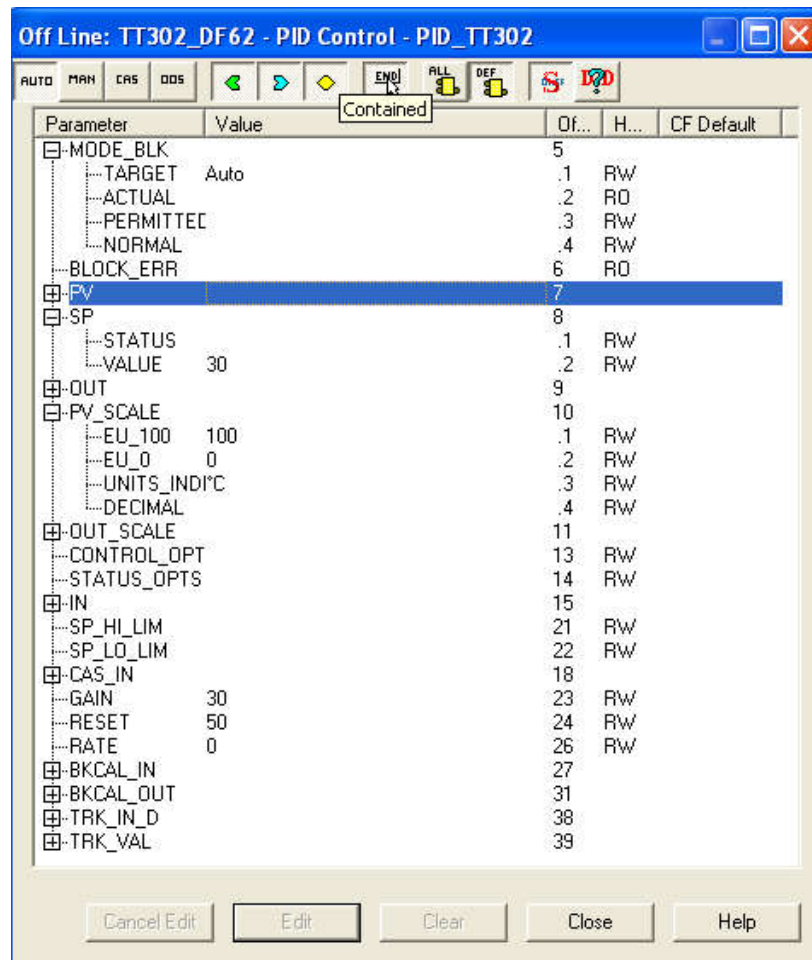 Off Line: TT302_DF62 - PID Control - PID_TT302
AUTO MAN CAS OOS END ALL DEF
Contained
Parameter Value Of... H... CF Default
MODE_BLK 5
TARGET Auto .1 RW
ACTUAL .2 RO
PERMITTED .3 RW
NORMAL .4 RW
BLOCK_ERR 6 RO
PV 7
SP 8
STATUS .1 RW
VALUE 30 .2 RW
OUT 9
PV_SCALE 10
EU_100 100 .1 RW
EU_0 0 .2 RW
UNITS_INDI°C .3 RW
DECIMAL .4 RW
OUT_SCALE 11
CONTROL_OPT 13 RW
STATUS_OPTS 14 RW
IN 15
SP_HI_LIM 21 RW
SP_LO_LIM 22 RW
CAS_IN 18
GAIN 30 23 RW
RESET 50 24 RW
RATE 0 26 RW
BKCAL_IN 27
BKCAL_OUT 31
TRK_IN_D 38
TRK_VAL 39
Cancel Edit Edit Clear Close Help